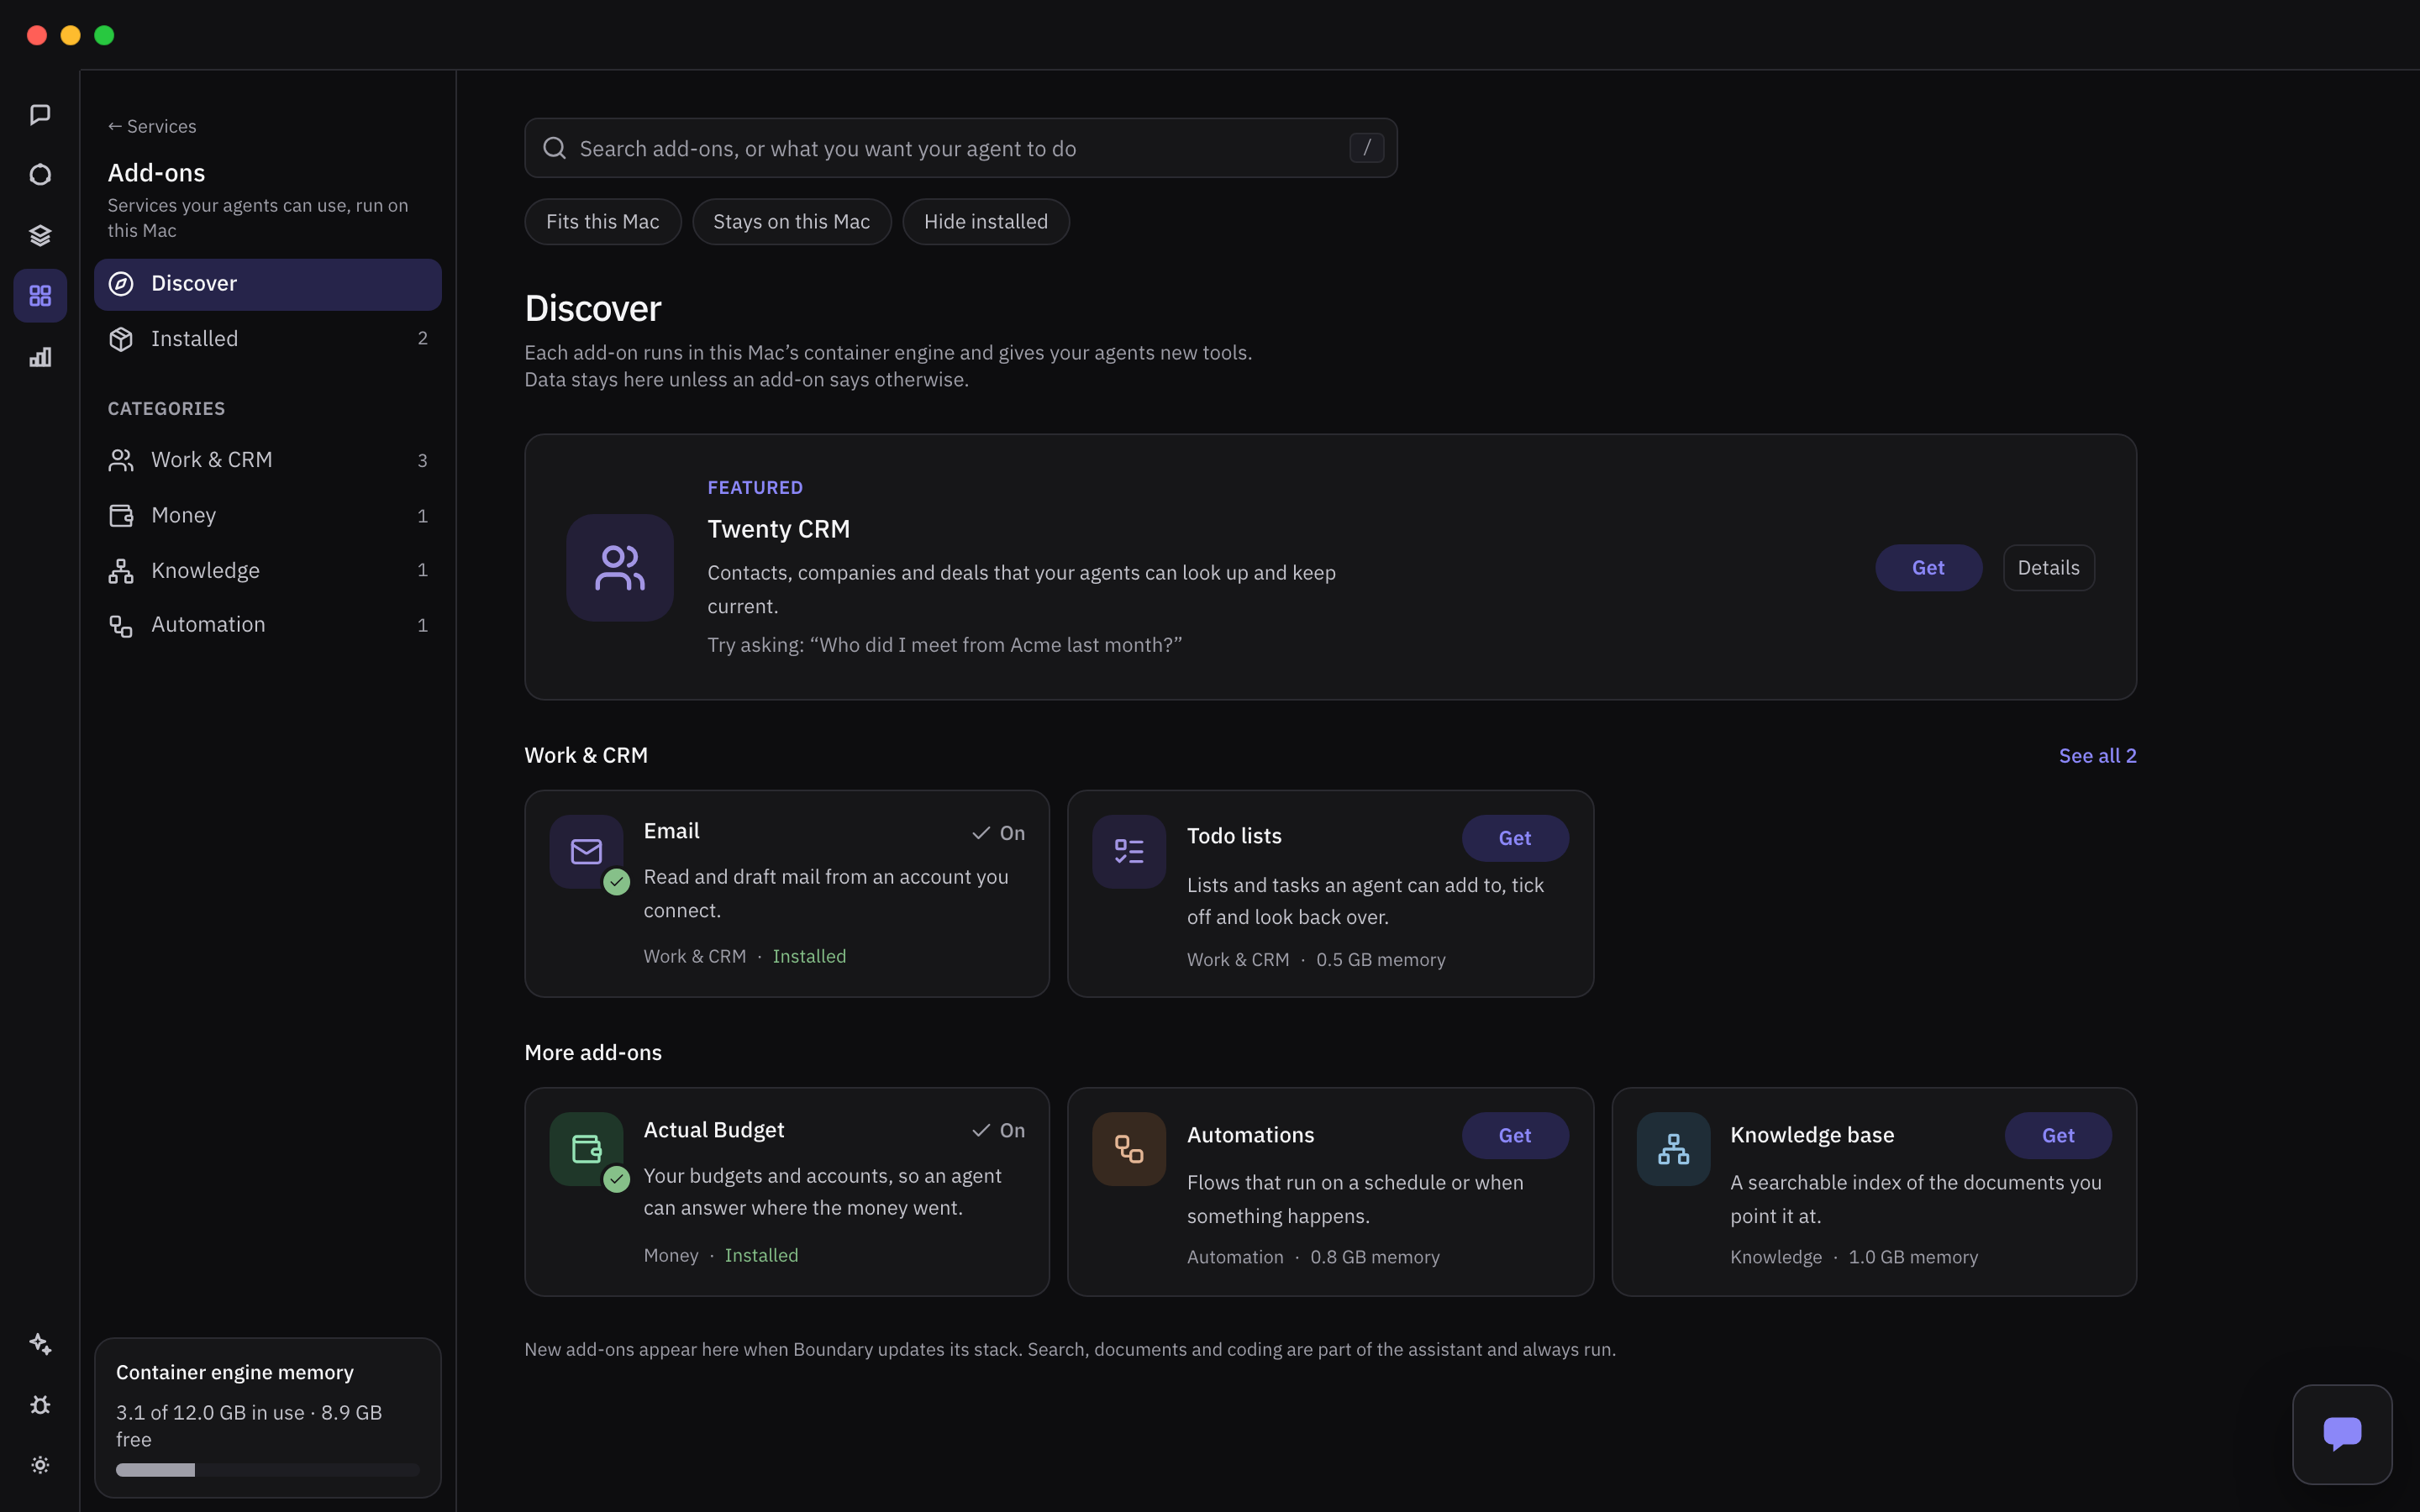 ← Services
Add-ons
Services your agents can use, run on
this Mac
Discover
Installed 2
CATEGORIES
Work & CRM 3
Money 1
Knowledge 1
Automation 1
Container engine memory
3.1 of 12.0 GB in use · 8.9 GB
free
Search add-ons, or what you want your agent to do /
Fits this Mac Stays on this Mac Hide installed
Discover
Each add-on runs in this Mac’s container engine and gives your agents new tools.
Data stays here unless an add-on says otherwise.
FEATURED
Twenty CRM
Contacts, companies and deals that your agents can look up and keep
current.
Try asking: “Who did I meet from Acme last month?”
Get Details
Work & CRM See all 2
Email On
Read and draft mail from an account you
connect.
Work & CRM · Installed
Todo lists Get
Lists and tasks an agent can add to, tick
off and look back over.
Work & CRM · 0.5 GB memory
More add-ons
Actual Budget On
Your budgets and accounts, so an agent
can answer where the money went.
Money · Installed
Automations Get
Flows that run on a schedule or when
something happens.
Automation · 0.8 GB memory
Knowledge base Get
A searchable index of the documents you
point it at.
Knowledge · 1.0 GB memory
New add-ons appear here when Boundary updates its stack. Search, documents and coding are part of the assistant and always run.